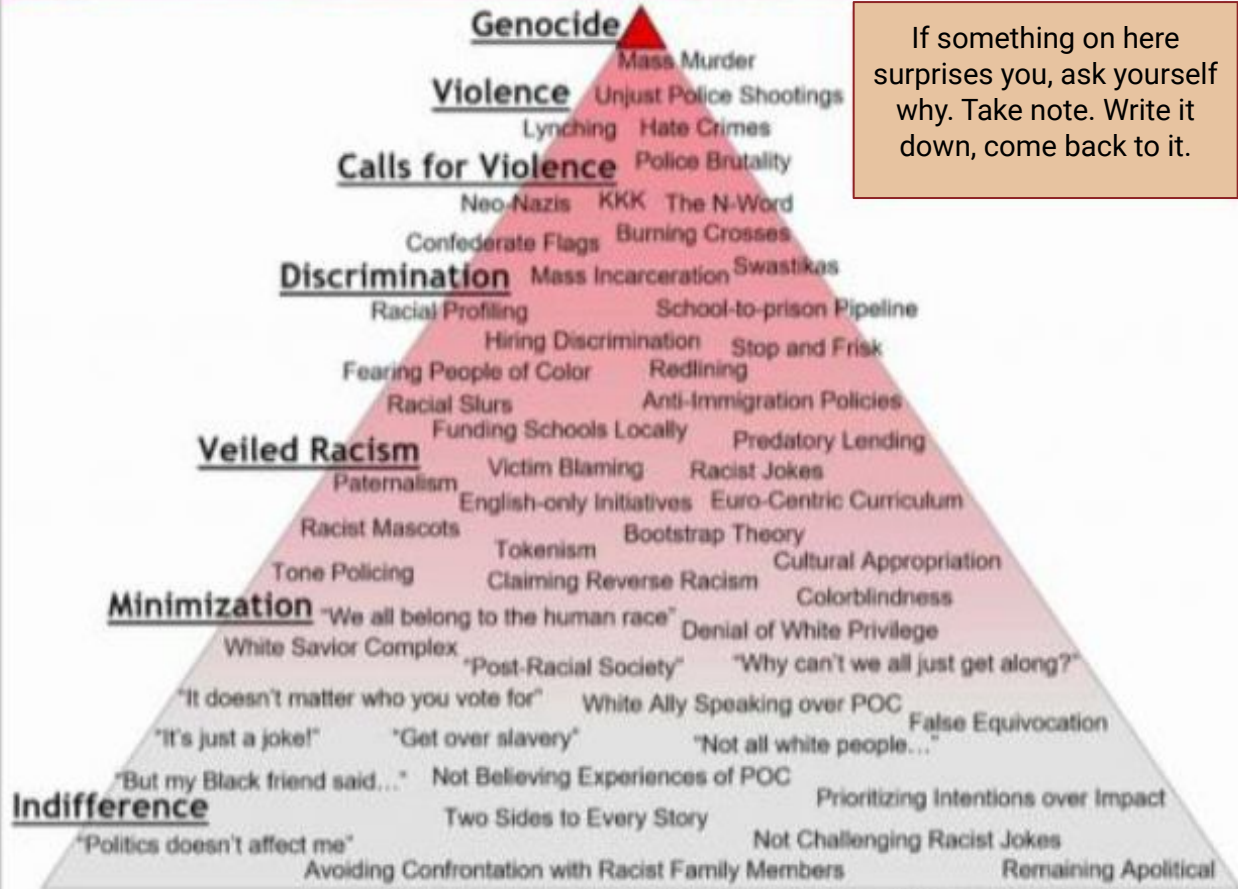 Genocide
If something on here
surprises you, ask yourself
why. Take note. Write it
down, come back to it.
Mass Murder
Violence
Unjust Police Shootings
Lynching
Hate Crimes
Calls for Violence
Police Brutality
Neo-Nazis
KKK
The N-Word
Confederate Flags
Burning Crosses
Discrimination
Mass Incarceration
Swastikas
Racial Profiling
School-to-prison Pipeline
Hiring Discrimination
Stop and Frisk
Fearing People of Color
Redlining
Racial Slurs
Anti-Immigration Policies
Funding Schools Locally
Predatory Lending
Veiled Racism
Victim Blaming
Racist Jokes
Paternalism
English-only Initiatives
Euro-Centric Curriculum
Racist Mascots
Bootstrap Theory
Tokenism
Cultural Appropriation
Tone Policing
Claiming Reverse Racism
Colorblindness
Minimization
"We all belong to the human race"
Denial of White Privilege
White Savior Complex
"Post-Racial Society"
"Why can't we all just get along?"
"It doesn't matter who you vote for"
White Ally Speaking over POC
False Equivocation
"It's just a joke!"
"Get over slavery"
"Not all white people..."
"But my Black friend said..."
Not Believing Experiences of POC
Indifference
Prioritizing Intentions over Impact
Two Sides to Every Story
"Politics doesn't affect me"
Not Challenging Racist Jokes
Avoiding Confrontation with Racist Family Members
Remaining Apolitical